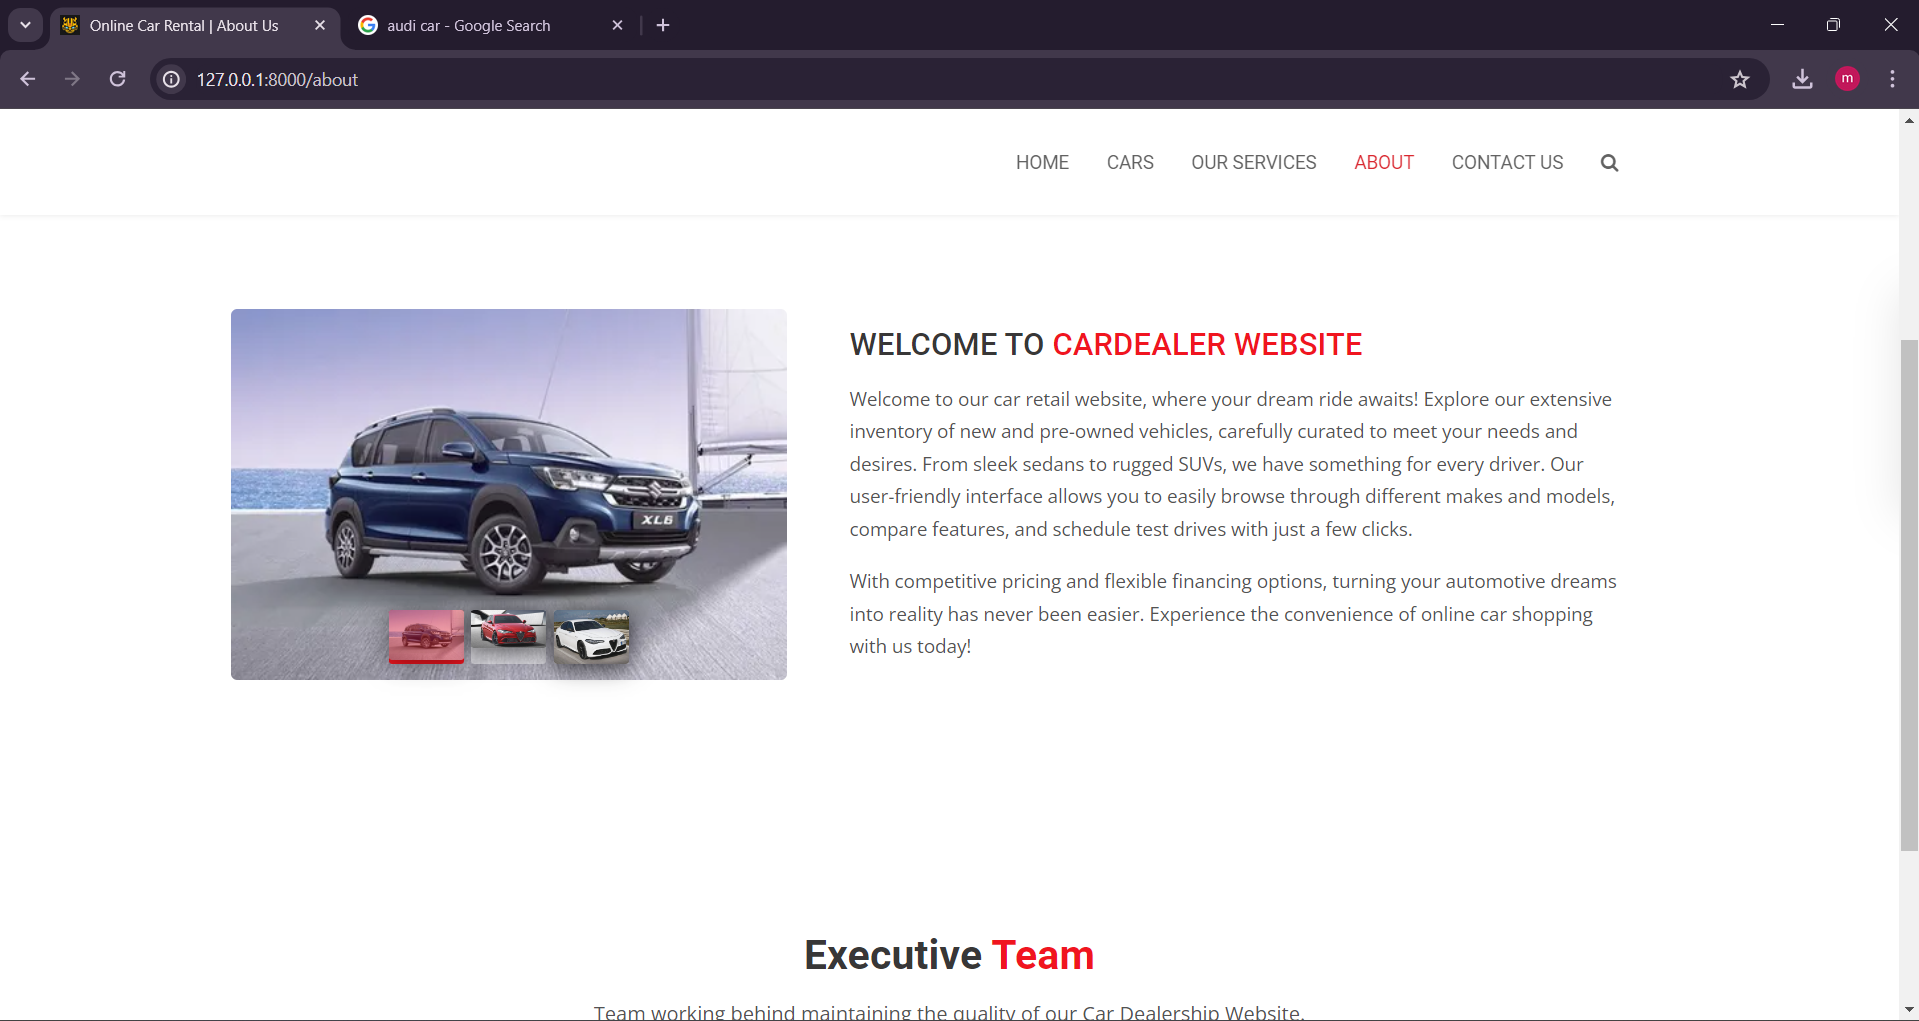 Online Car Rental | About Us
audi car - Google Search
127.0.0.1:8000/about
m
HOME CARS OUR SERVICES ABOUT CONTACT US
WELCOME TO CARDEALER WEBSITE
Welcome to our car retail website, where your dream ride awaits! Explore our extensive
inventory of new and pre-owned vehicles, carefully curated to meet your needs and
desires. From sleek sedans to rugged SUVs, we have something for every driver. Our
user-friendly interface allows you to easily browse through different makes and models,
compare features, and schedule test drives with just a few clicks.
With competitive pricing and flexible financing options, turning your automotive dreams
into reality has never been easier. Experience the convenience of online car shopping
with us today!
XL6
Executive Team
Team working behind maintaining the quality of our Car Dealership Website.